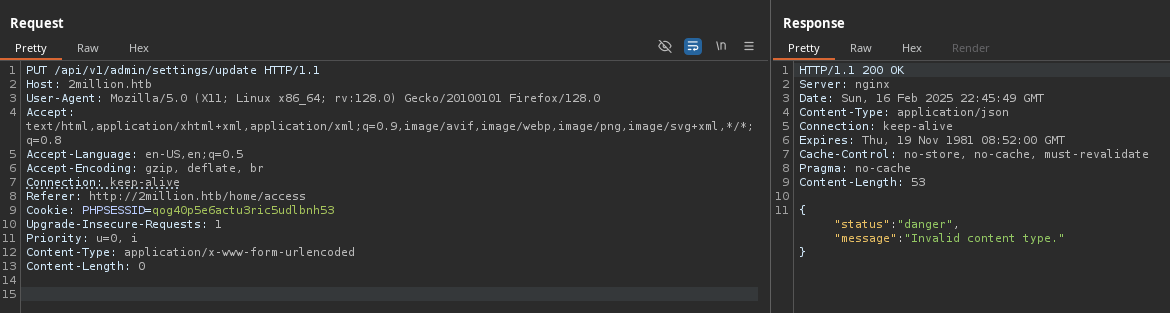 Request
Pretty Raw Hex \n
1 PUT /api/v1/admin/settings/update HTTP/1.1
2 Host: 2million.htb
3 User-Agent: Mozilla/5.0 (X11; Linux x86_64; rv:128.0) Gecko/20100101 Firefox/128.0
4 Accept:
text/html,application/xhtml+xml,application/xml;q=0.9,image/avif,image/webp,image/png,image/svg+xml,*/*;
q=0.8
5 Accept-Language: en-US,en;q=0.5
6 Accept-Encoding: gzip, deflate, br
7 Connection: keep-alive
8 Referer: http://2million.htb/home/access
9 Cookie: PHPSESSID=qog40p5e6actu3ric5udlbnh53
10 Upgrade-Insecure-Requests: 1
11 Priority: u=0, i
12 Content-Type: application/x-www-form-urlencoded
13 Content-Length: 0
14
15
Response
Pretty Raw Hex Render
1 HTTP/1.1 200 OK
2 Server: nginx
3 Date: Sun, 16 Feb 2025 22:45:49 GMT
4 Content-Type: application/json
5 Connection: keep-alive
6 Expires: Thu, 19 Nov 1981 08:52:00 GMT
7 Cache-Control: no-store, no-cache, must-revalidate
8 Pragma: no-cache
9 Content-Length: 53
10
11 {
"status":"danger",
"message":"Invalid content type."
}